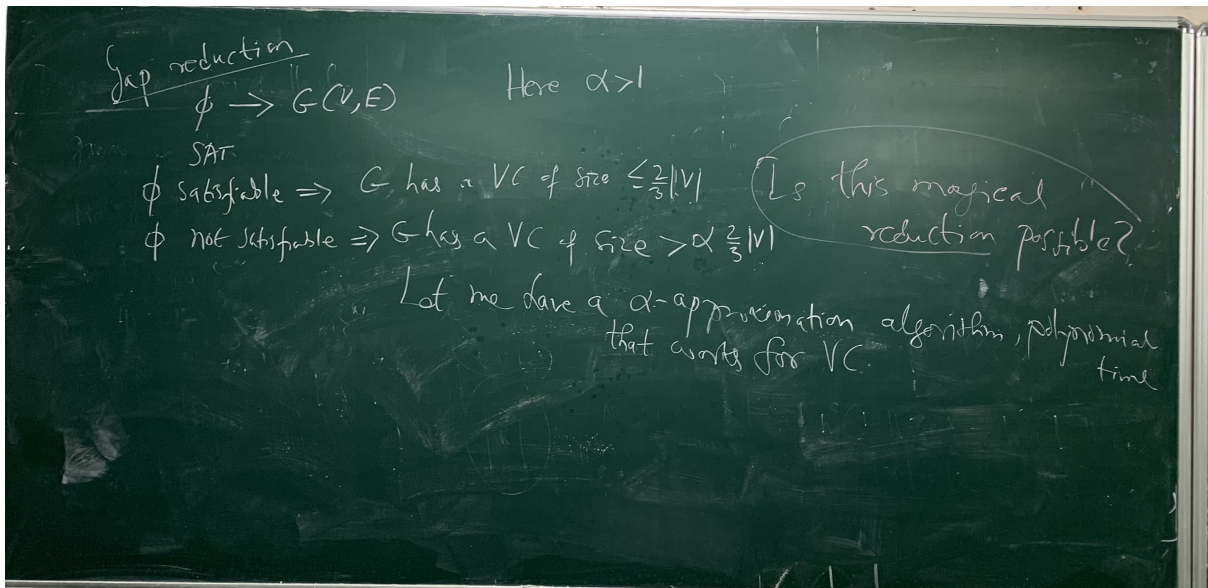 Gap reduction
ϕ → G(V,E)
Here α>1
SAT
ϕ satisfiable ⇒ G has a VC of size ≤ 2/3|V|
ϕ not satisfiable ⇒ G has a VC of size > α 2/3 |V|
Is this magical
reduction possible?
Let me have a α-approximation algorithm, polynomial
time
that works for VC.